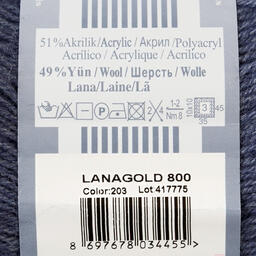 51%Akrilik/Acrylic/Акрил/Polyacryl
Acrílico/Acrylique/Acrilico
49%Yün/Wool/Шерсть/Wolle
Lana/Laine/Lã
1-2
Nm 8
10x10
3
45
35
LANAGOLD 800
Color:203 Lot 417775
8 697678 034455 >